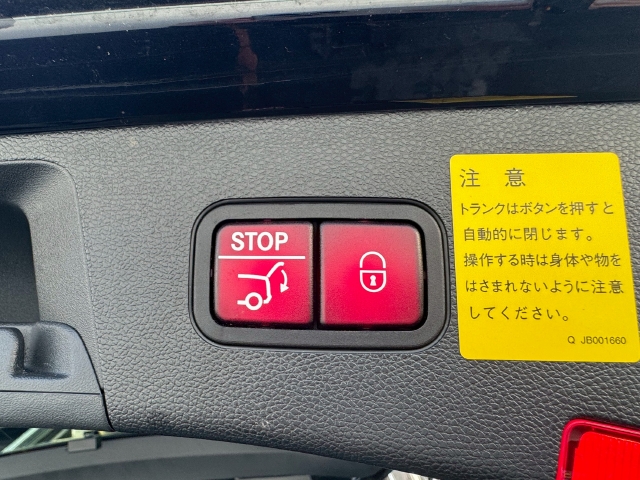 STOP
注 意
トランクはボタンを押すと
自動的に閉じます。
操作する時は身体や物を
はさまれないように注意
してください。
Q JB001660